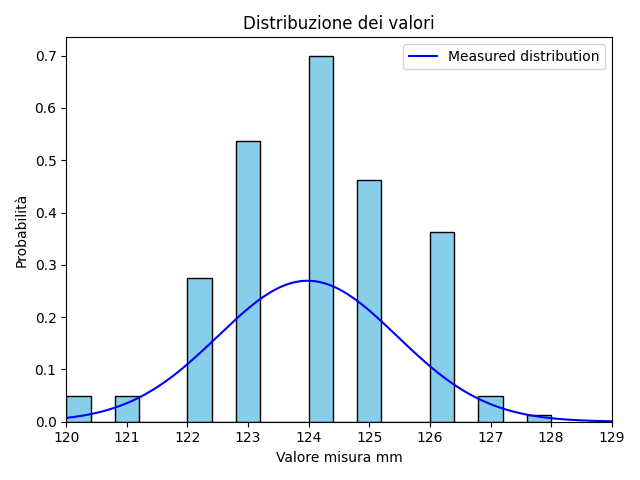 Distribuzione dei valori
Measured distribution
Probabilità
0.7
0.6
0.5
0.4
0.3
0.2
0.1
0.0
120 121 122 123 124 125 126 127 128 129
Valore misura mm